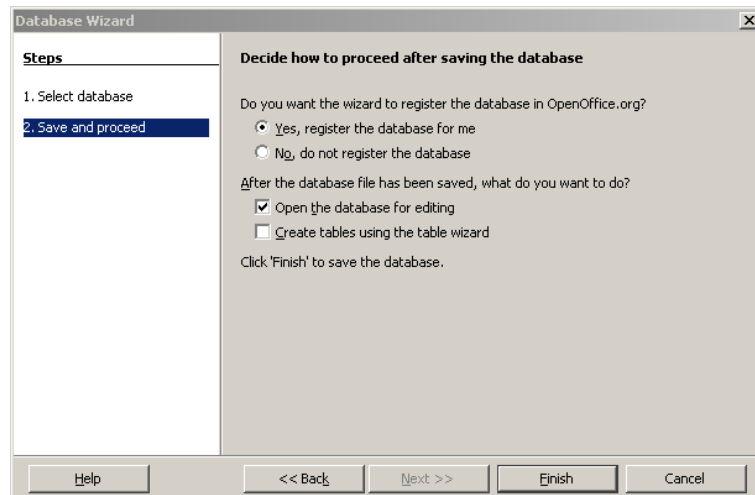 Database Wizard
Steps
1. Select database
2. Save and proceed
Decide how to proceed after saving the database
Do you want the wizard to register the database in OpenOffice.org?
Yes, register the database for me
No, do not register the database
After the database file has been saved, what do you want to do?
Open the database for editing
Create tables using the table wizard
Click 'Finish' to save the database.
Help
<< Back
Next >>
Finish
Cancel